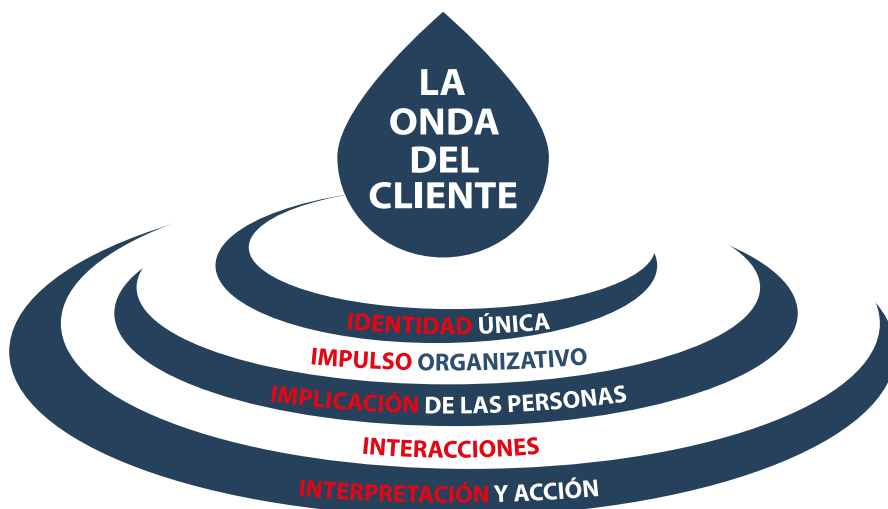 LA
ONDA
DEL
CLIENTE
IDENTIDAD ÚNICA
IMPULSO ORGANIZATIVO
IMPLICACIÓN DE LAS PERSONAS
INTERACCIONES
INTERPRETACIÓN Y ACCIÓN